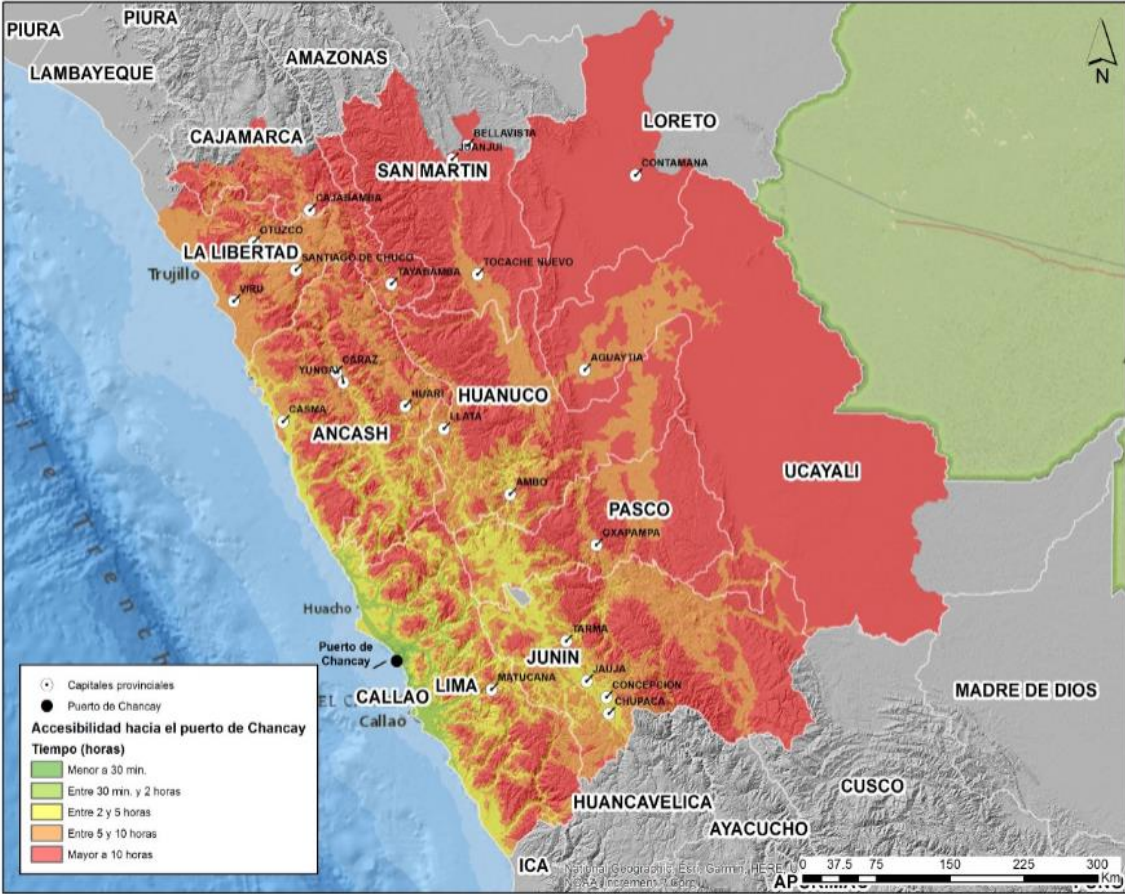 PIURA
PIURA
LAMBAYEQUE
AMAZONAS
N
CAJAMARCA
LORETO
BELLAVISTA
JUANJUI
SAN MARTIN
CONTAMANA
CAJABAMBA
OTUZCO
LA LIBERTAD
SANTIAGO DE CHUCO
Trujillo
TAYABAMBA
TOCACHE NUEVO
VIRU
CARAZ
YUNGAY
AGUAYTIA
HUARI
HUANUCO
LLATA
CASMA
ANCASH
UCAYALI
AMBO
PASCO
OXAPAMPA
Huacho
Puerto de
Chancay
TARMA
JUNIN
JAUJA
MATUCANA
LIMA
CONCEPCION
CALLAO
Callao
CHUPACA
MADRE DE DIOS
CUSCO
HUANCAVELICA
AYACUCHO
ICA
Capitales provinciales
Puerto de Chancay
Accesibilidad hacia el puerto de Chancay
Tiempo (horas)
Menor a 30 min.
Entre 30 min. y 2 horas
Entre 2 y 5 horas
Entre 5 y 10 horas
Mayor a 10 horas
National Geographic, Esri, Garmin, HERE,
0 37.5 75 150 225 300
Km